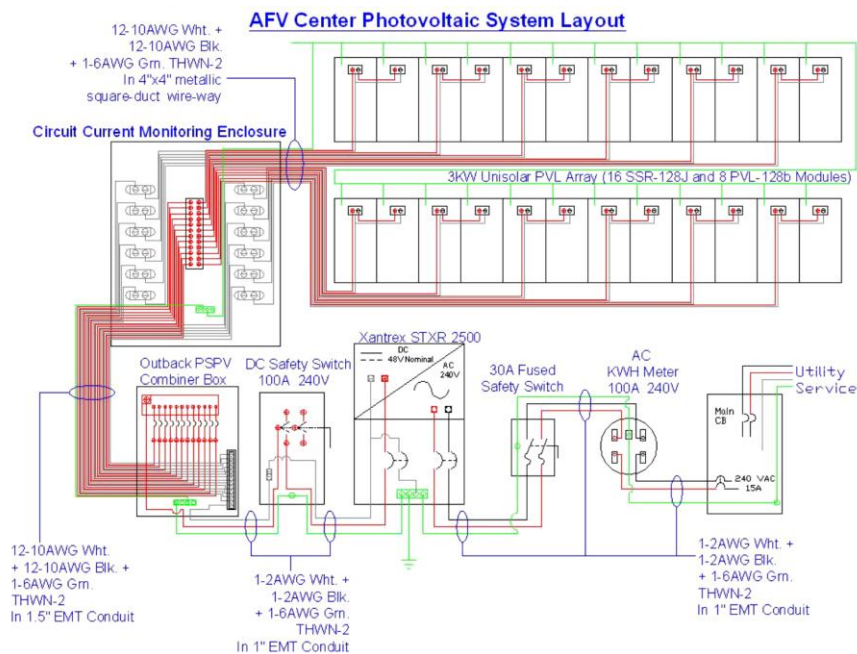 AFV Center Photovoltaic System Layout
12-10AWG Wht. +
12-10AWG Blk.
+ 1-6AWG Grn. THWN-2
In 4"x4" metallic
square-duct wire-way
Circuit Current Monitoring Enclosure
3KW Unisolar PVL Array (16 SSR-128J and 8 PVL-128b Modules)
Outback PSPV
Combiner Box
DC Safety Switch
100A 240V
Xantrex STXR 2500
DC
48V Nominal
AC
240V
30A Fused
Safety Switch
AC
KWH Meter
100A 240V
Main
CB
240 VAC
15A
Utility
Service
12-10AWG Wht.
+ 12-10AWG Blk. +
1-6AWG Grn.
THWN-2
In 1.5" EMT Conduit
1-2AWG Wht. +
1-2AWG Blk.
+ 1-6AWG Grn.
THWN-2
In 1" EMT Conduit
1-2AWG Wht. +
1-2AWG Blk.
+ 1-6AWG Grn.
THWN-2
In 1" EMT Conduit